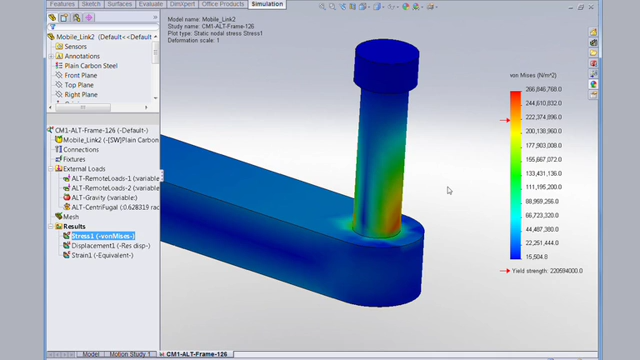 Features
Sketch
Surfaces
Evaluate
DimXpert
Office Products
Simulation
Model name: Mobile_Link2
Study name: CM1-ALT-Frame-126
Plot type: Static nodal stress Stress1
Deformation scale: 1
Mobile_Link2 (Default<<Default>
Sensors
Annotations
Plain Carbon Steel
Front Plane
Top Plane
Right Plane
CM1-ALT-Frame-126 (-Default-)
Mobile_Link2 (-[SW]Plain Carbon
Connections
Fixtures
External Loads
ALT-RemoteLoads-1 (variable
ALT-RemoteLoads-2 (variable
ALT-Gravity (variable:
ALT-CentriFugal (:0.628319 rac
Mesh
Results
Stress1 (-vonMises-)
Displacement1 (-Res disp-)
Strain1 (-Equivalent-)
von Mises (N/m^2)
244,610,832.0
222,374,896.0
200,138,960.0
177,903,008.0
155,667,072.0
133,431,136.0
111,195,200.0
88,959,256.0
66,723,320.0
44,487,380.0
22,251,444.0
15,504.8
Yield strength: 220594000.0
Model
Motion Study 1
CM1-ALT-Frame-126